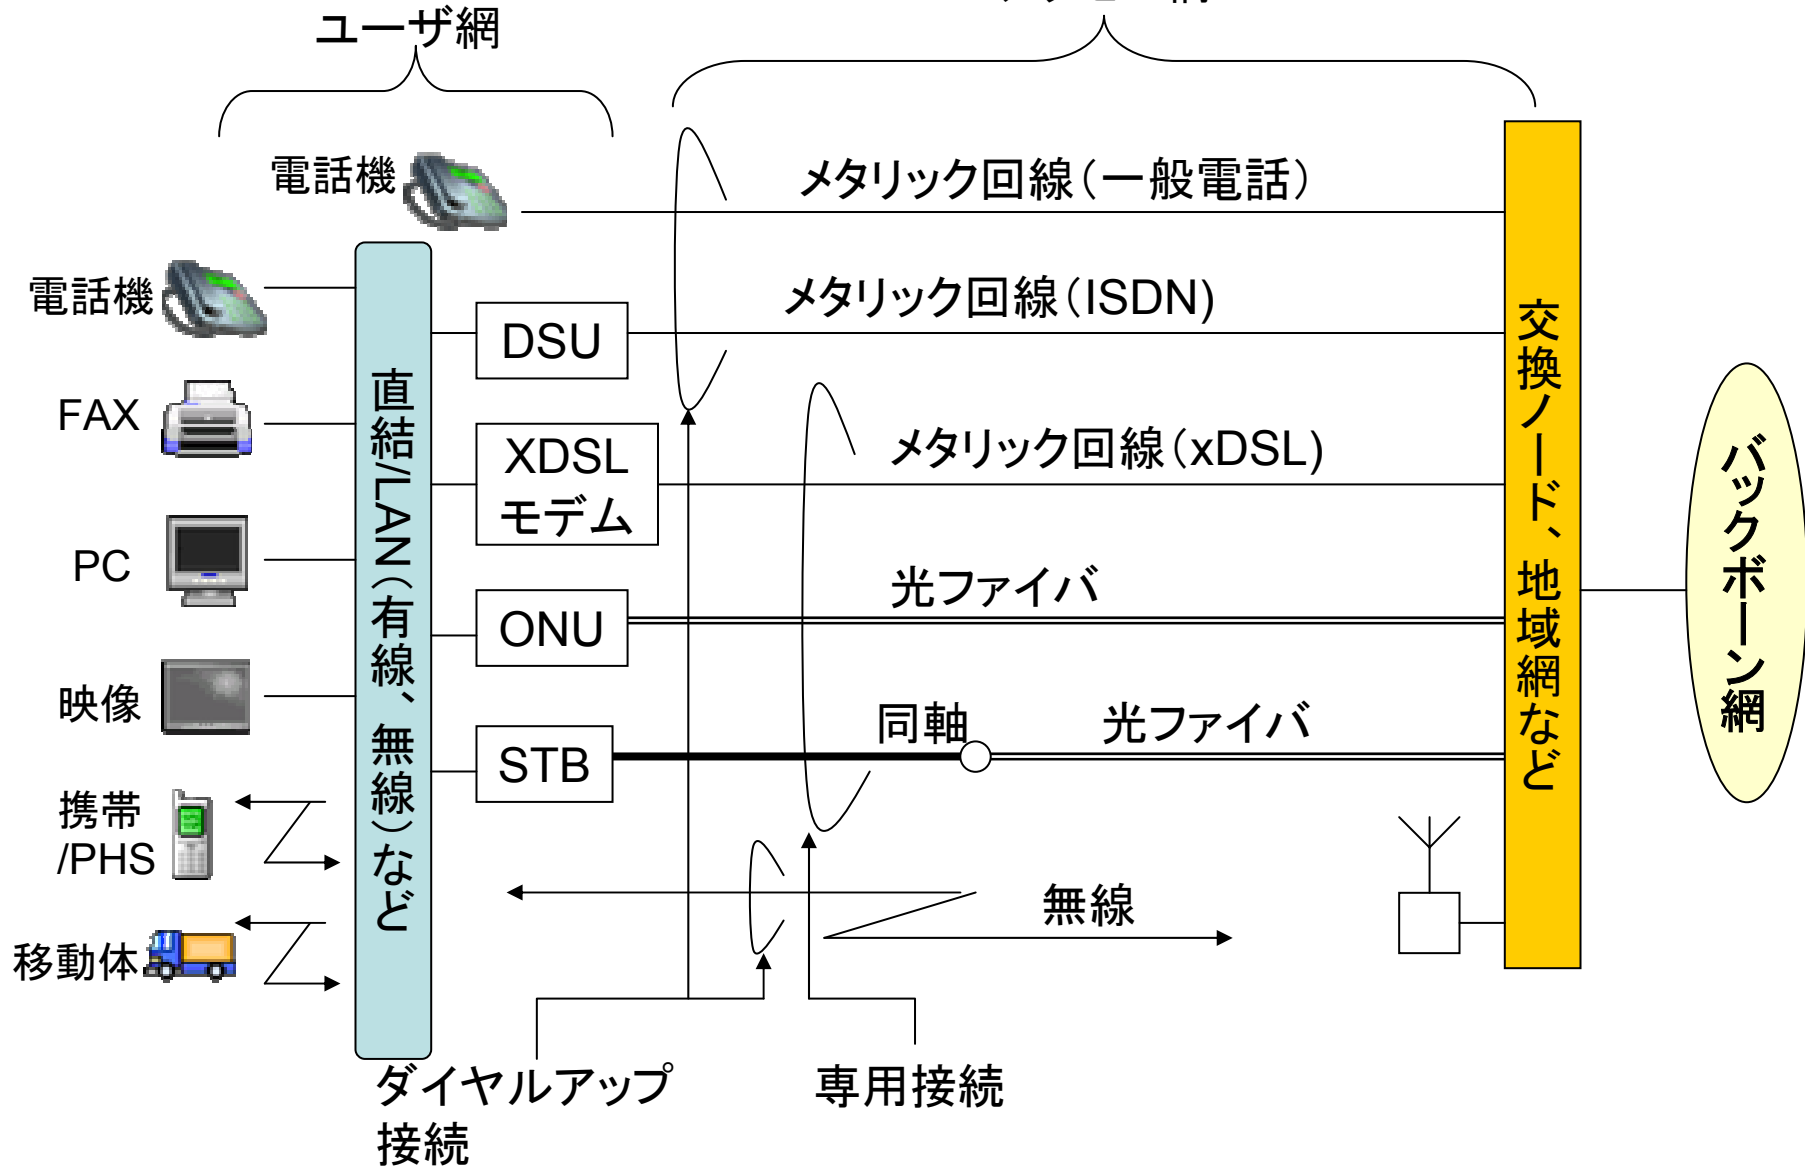 ユーザ網
電話機
メタリック回線（一般電話）
電話機
メタリック回線（ISDN)
DSU
FAX
XDSL
モデム
メタリック回線（xDSL)
PC
ONU
光ファイバ
映像
STB
同軸
光ファイバ
携帯
/PHS
無線
移動体
直結/LAN（有線、無線）など
交換ノード、地域網など
バックボーン網
ダイヤルアップ
接続
専用接続